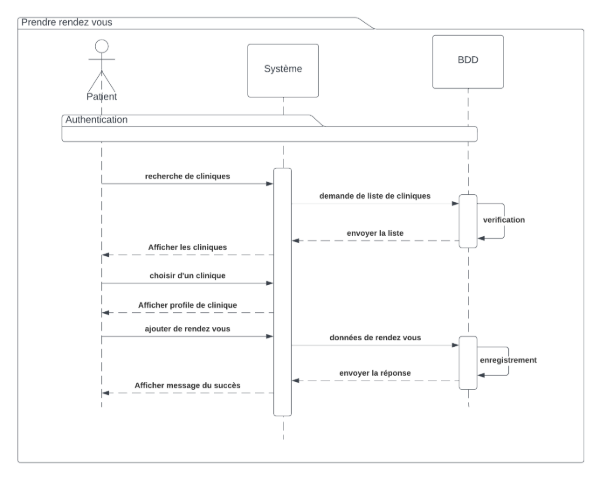 Prendre rendez vous
Patient
Système
BDD
Authentication
recherche de cliniques
demande de liste de cliniques
verification
envoyer la liste
Afficher les cliniques
choisir d'un clinique
Afficher profile de clinique
ajouter de rendez vous
données de rendez vous
enregistrement
envoyer la réponse
Afficher message du succès